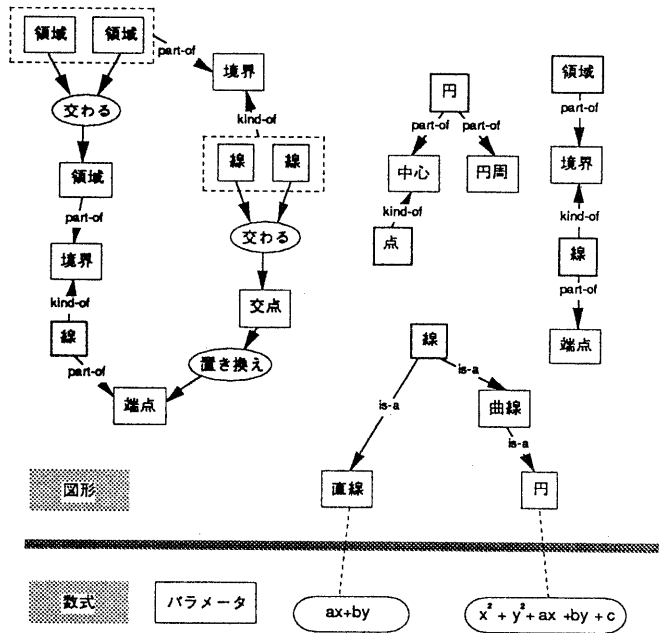 領域 領域
part-of
境界
交わる
kind-of
線 線
領域
part-of
交わる
境界
kind-of
交点
線
part-of
置き換え
端点
円
part-of part-of
中心 円周
kind-of
点
領域
part-of
境界
kind-of
線
part-of
端点
線
is-a
曲線
is-a
is-a
直線 円
図形
数式 パラメータ ax+by x² + y² + ax + by + c